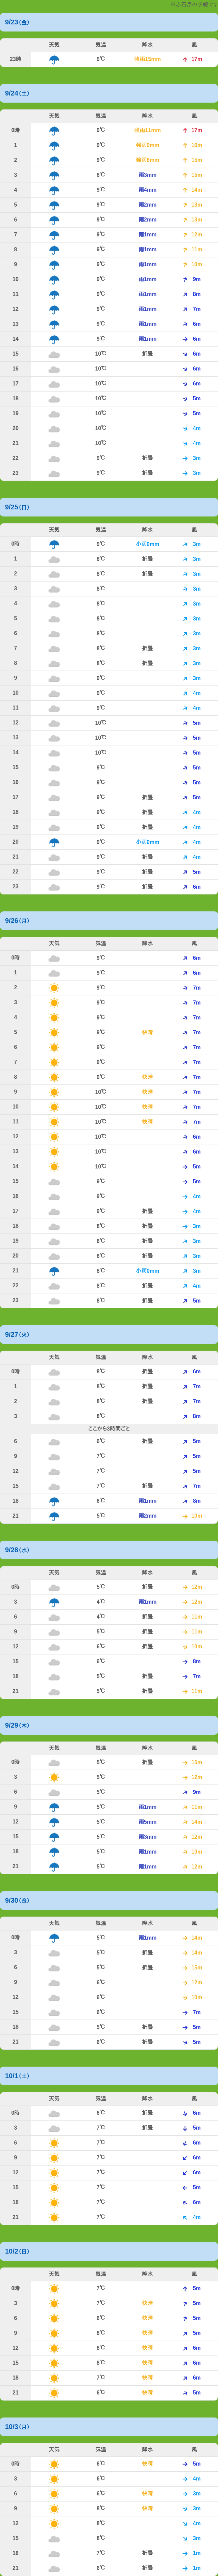 9/23(金)
天気 気温 降水 風
23時 9℃ 強雨15mm 17m
9/24(土)
天気 気温 降水 風
0時 9℃ 強雨11mm 17m
1 9℃ 強雨8mm 16m
2 9℃ 強雨8mm 15m
3 8℃ 雨3mm 15m
4 9℃ 雨4mm 14m
5 9℃ 雨2mm 13m
6 9℃ 雨2mm 13m
7 9℃ 雨1mm 12m
8 9℃ 雨1mm 11m
9 9℃ 雨1mm 10m
10 9℃ 雨1mm 9m
11 9℃ 雨1mm 8m
12 9℃ 雨1mm 7m
13 9℃ 雨1mm 6m
14 9℃ 雨1mm 6m
15 10℃ 折畳 6m
16 10℃ 6m
17 10℃ 6m
18 10℃ 5m
19 10℃ 5m
20 10℃ 4m
21 10℃ 4m
22 9℃ 折畳 3m
23 9℃ 折畳 3m
9/25(日)
天気 気温 降水 風
0時 9℃ 小雨0mm 3m
1 8℃ 折畳 3m
2 8℃ 折畳 3m
3 8℃ 3m
4 8℃ 3m
5 8℃ 3m
6 8℃ 3m
7 8℃ 折畳 3m
8 8℃ 折畳 3m
9 9℃ 3m
10 9℃ 4m
11 9℃ 4m
12 10℃ 5m
13 10℃ 5m
14 10℃ 5m
15 9℃ 5m
16 9℃ 5m
17 9℃ 折畳 5m
18 9℃ 折畳 4m
19 9℃ 折畳 4m
20 9℃ 小雨0mm 4m
21 9℃ 折畳 4m
22 9℃ 折畳 5m
23 9℃ 折畳 6m
9/26(月)
天気 気温 降水 風
0時 9℃ 6m
1 9℃ 6m
2 9℃ 7m
3 9℃ 7m
4 9℃ 7m
5 9℃ 快晴 7m
6 9℃ 7m
7 9℃ 7m
8 9℃ 快晴 7m
9 10℃ 快晴 7m
10 10℃ 快晴 7m
11 10℃ 快晴 7m
12 10℃ 6m
13 10℃ 6m
14 10℃ 5m
15 9℃ 5m
16 9℃ 4m
17 9℃ 折畳 4m
18 8℃ 折畳 3m
19 8℃ 折畳 3m
20 8℃ 折畳 3m
21 8℃ 小雨0mm 3m
22 8℃ 折畳 4m
23 8℃ 折畳 5m
9/27(火)
天気 気温 降水 風
0時 8℃ 折畳 6m
1 8℃ 折畳 7m
2 8℃ 折畳 7m
3 8℃ 8m
ここから3時間ごと
6 6℃ 折畳 5m
9 7℃ 5m
12 7℃ 5m
15 7℃ 折畳 7m
18 6℃ 雨1mm 8m
21 5℃ 雨2mm 10m
9/28(水)
天気 気温 降水 風
0時 5℃ 折畳 12m
3 4℃ 雨1mm 12m
6 4℃ 折畳 11m
9 5℃ 折畳 11m
12 6℃ 折畳 10m
15 6℃ 8m
18 5℃ 折畳 7m
21 5℃ 折畳 11m
9/29(木)
天気 気温 降水 風
0時 5℃ 折畳 15m
3 5℃ 12m
6 5℃ 9m
9 5℃ 雨1mm 11m
12 5℃ 雨5mm 14m
15 5℃ 雨3mm 12m
18 5℃ 雨1mm 10m
21 5℃ 雨1mm 12m
9/30(金)
天気 気温 降水 風
0時 5℃ 雨1mm 14m
3 5℃ 折畳 14m
6 5℃ 折畳 15m
9 6℃ 12m
12 6℃ 10m
15 6℃ 7m
18 5℃ 折畳 5m
21 6℃ 折畳 5m
10/1(土)
天気 気温 降水 風
0時 6℃ 折畳 6m
3 7℃ 折畳 5m
6 7℃ 6m
9 7℃ 6m
12 7℃ 6m
15 7℃ 5m
18 7℃ 6m
21 7℃ 4m
10/2(日)
天気 気温 降水 風
0時 7℃ 5m
3 7℃ 快晴 5m
6 6℃ 快晴 5m
9 8℃ 快晴 5m
12 8℃ 快晴 6m
15 8℃ 快晴 6m
18 7℃ 快晴 6m
21 6℃ 快晴 5m
10/3(月)
天気 気温 降水 風
0時 6℃ 快晴 5m
3 6℃ 4m
6 6℃ 快晴 3m
9 8℃ 快晴 3m
12 8℃ 4m
15 8℃ 3m
18 7℃ 折畳 1m
21 6℃ 折畳 1m